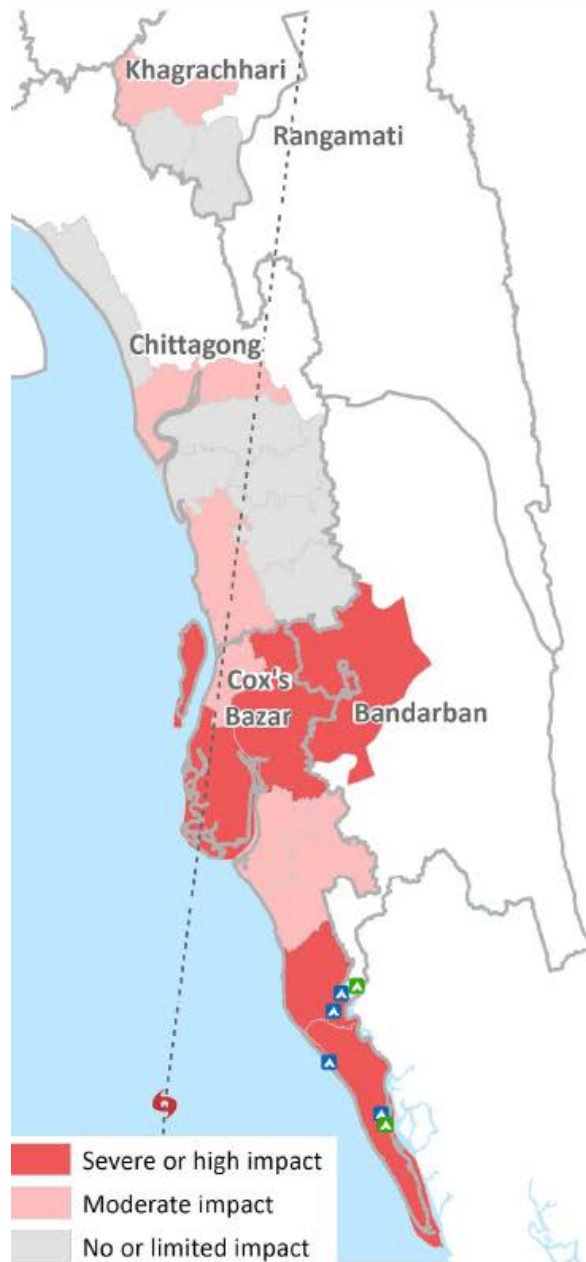 Khagrachhari
Rangamati
Chittagong
Cox's
Bazar
Bandarban
Severe or high impact
Moderate impact
No or limited impact